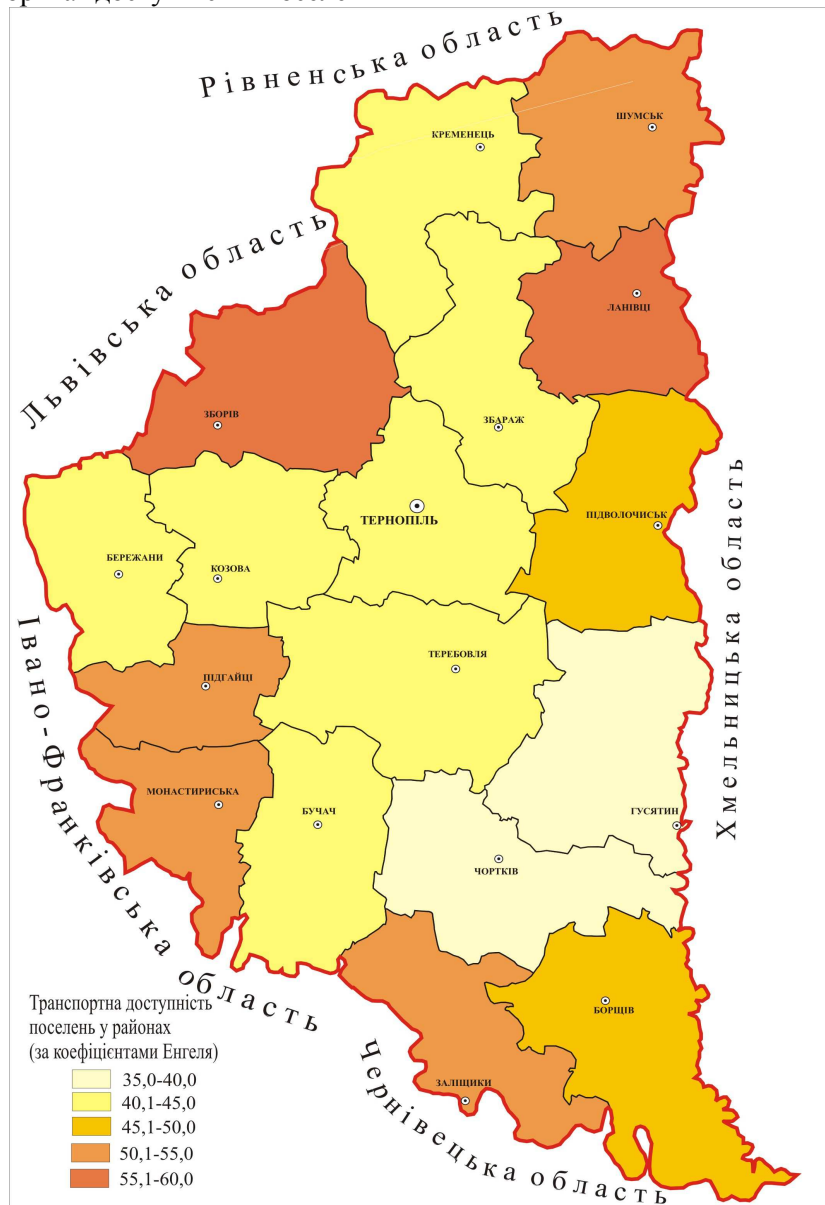 Рівненська область
ШУМСЬК
КРЕМЕНЕЦЬ
Львівська область
ЛАНІВЦІ
ЗБОРІВ
ЗБАРАЖ
ТЕРНОПІЛЬ
ПІДВОЛОЧИСЬК
Хмельницька область
БЕРЕЖАНИ
КОЗОВА
Івано-Франківська область
ПІДГАЙЦІ
ТЕРЕБОВЛЯ
МОНАСТИРИСЬКА
БУЧАЧ
ГУСЯТИН
ЧОРТКІВ
БОРЩІВ
ЗАЛІЩИКИ
Чернівецька область
Транспортна доступність
поселень у районах
(за коефіцієнтами Енгеля)
35,0-40,0
40,1-45,0
45,1-50,0
50,1-55,0
55,1-60,0